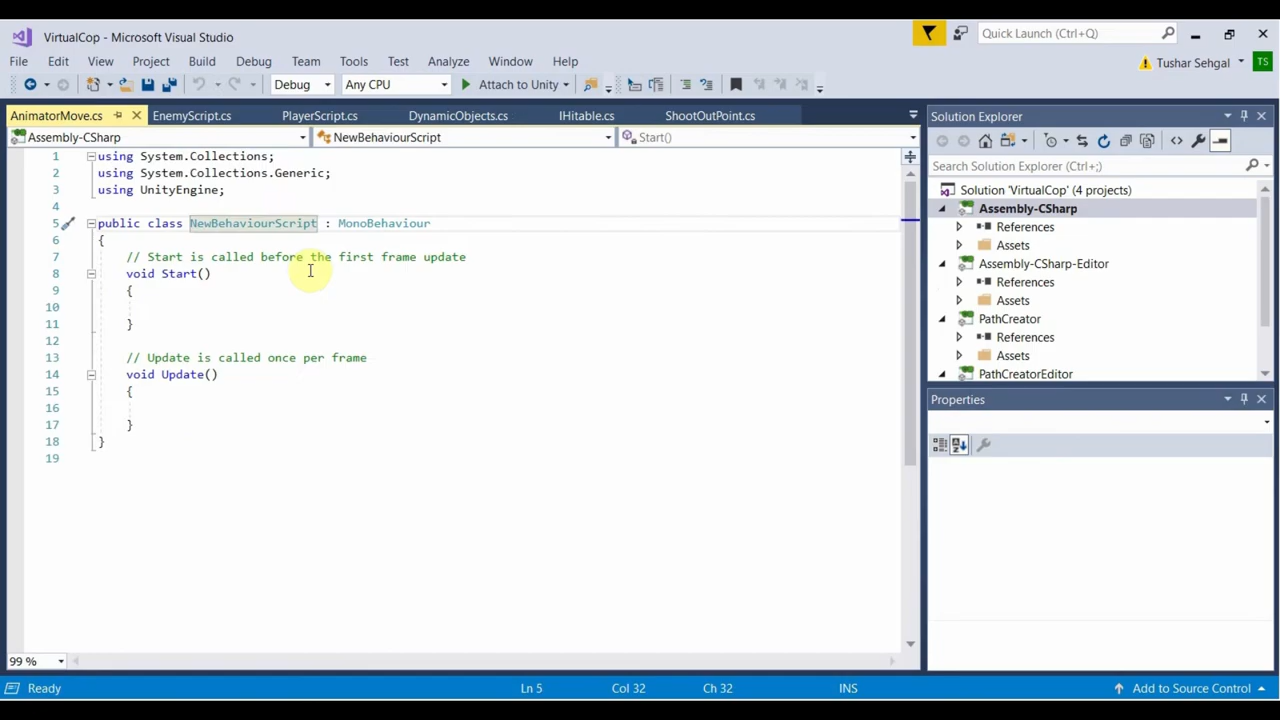 VirtualCop - Microsoft Visual Studio
Quick Launch (Ctrl+Q)
File Edit View Project Build Debug Team Tools Test Analyze Window Help
Tushar Sehgal TS
Debug Any CPU Attach to Unity
AnimatorMove.cs EnemyScript.cs PlayerScript.cs DynamicObjects.cs IHitable.cs ShootOutPoint.cs
Assembly-CSharp NewBehaviourScript Start()
1 using System.Collections;
2 using System.Collections.Generic;
3 using UnityEngine;
4
5 public class NewBehaviourScript : MonoBehaviour
6 {
7 // Start is called before the first frame update
8 void Start()
9 {
10
11 }
12
13 // Update is called once per frame
14 void Update()
15 {
16
17 }
18 }
19
99 %
Solution Explorer
Search Solution Explorer (Ctrl+;)
Solution 'VirtualCop' (4 projects)
Assembly-CSharp
References
Assets
Assembly-CSharp-Editor
References
Assets
PathCreator
References
Assets
PathCreatorEditor
Properties
Ready Ln 5 Col 32 Ch 32 INS Add to Source Control